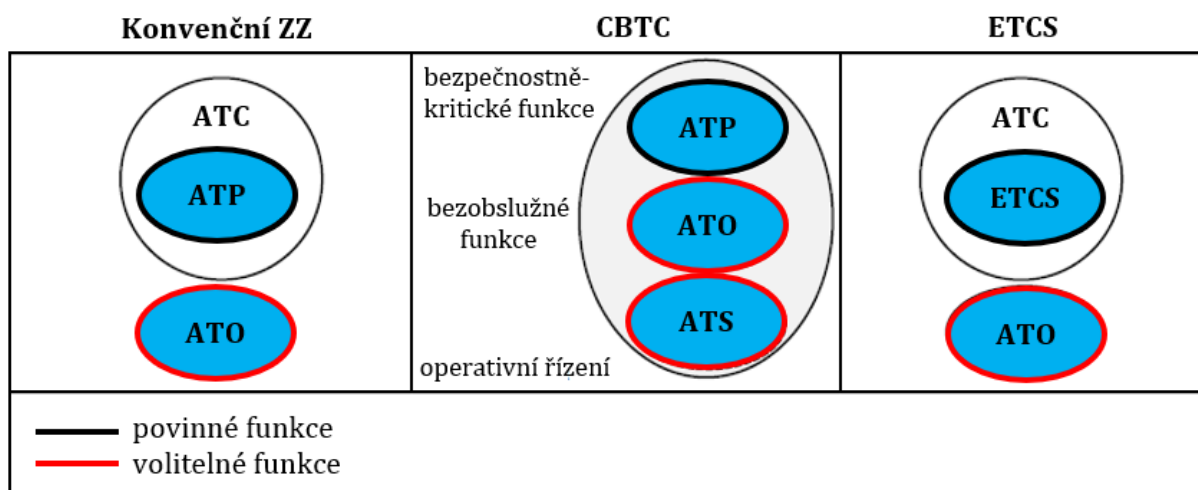 Konvenční ZZ
CBTC
ETCS
ATC
ATP
ATO
bezpečnostně-
kritické funkce
ATP
bezobslužné
funkce
ATO
ATS
operativní řízení
ATC
ETCS
ATO
povinné funkce
volitelné funkce